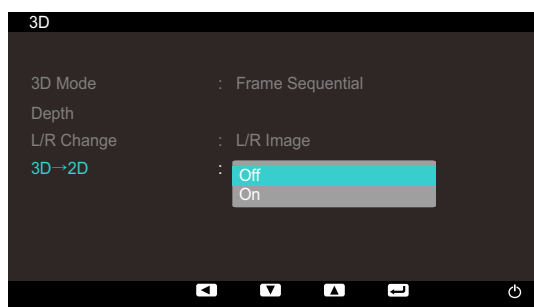 3D
3D Mode : Frame Sequential
Depth
L/R Change : L/R Image
3D→2D : Off
On